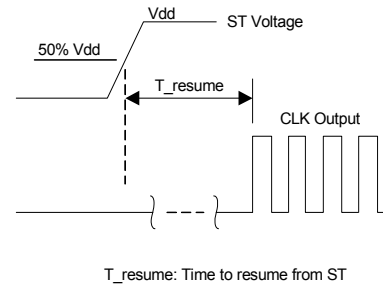 Vdd
ST Voltage
50% Vdd
T_resume
CLK Output
T_resume: Time to resume from ST